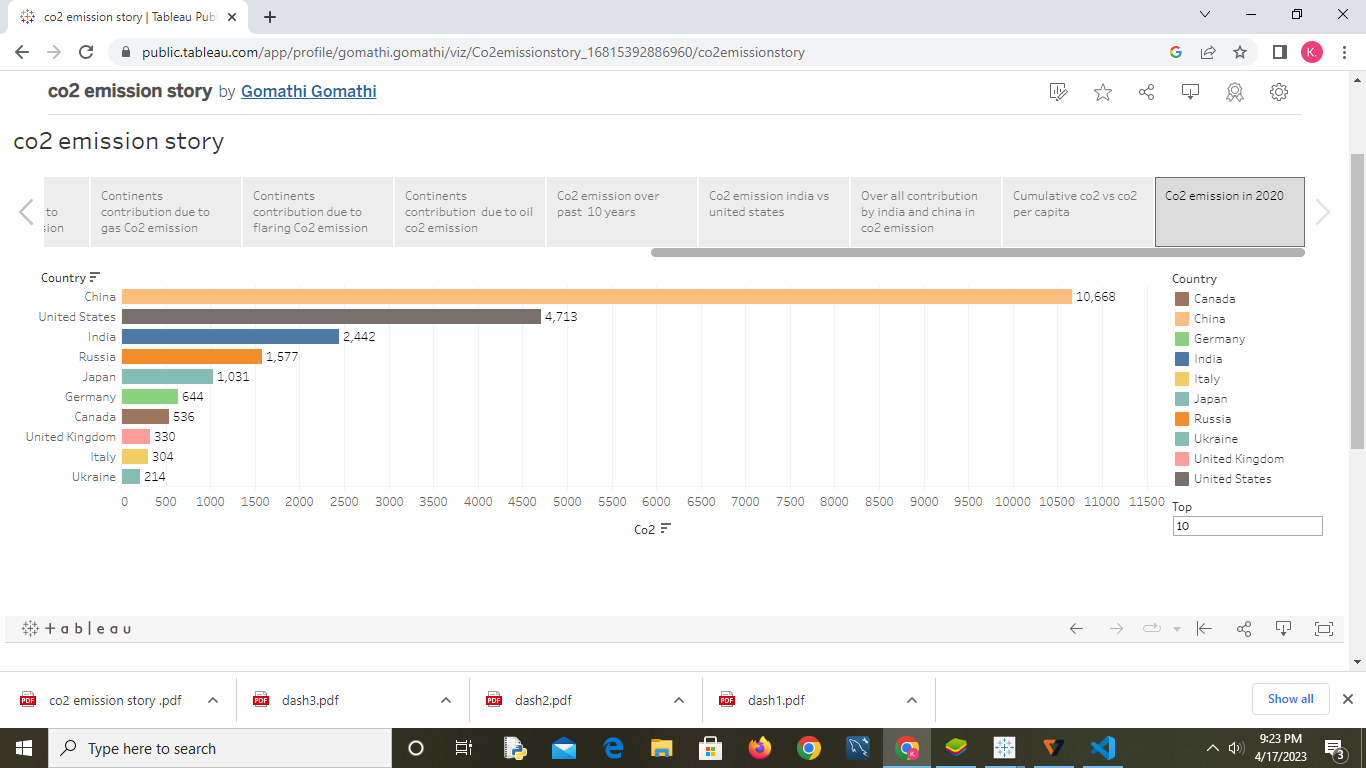 co2 emission story | Tableau Publ
public.tableau.com/app/profile/gomathi.gomathi/viz/Co2emissionstory_16815392886960/co2emissionstory
K.
co2 emission story by Gomathi Gomathi
co2 emission story
to
sion
Continents
contribution due to
gas Co2 emission
Continents
contribution due to
flaring Co2 emission
Continents
contribution due to oil
co2 emission
Co2 emission over
past 10 years
Co2 emission india vs
united states
Over all contribution
by india and china in
co2 emission
Cumulative co2 vs co2
per capita
Co2 emission in 2020
Country
China 10,668
United States 4,713
India 2,442
Russia 1,577
Japan 1,031
Germany 644
Canada 536
United Kingdom 330
Italy 304
Ukraine 214
0 500 1000 1500 2000 2500 3000 3500 4000 4500 5000 5500 6000 6500 7000 7500 8000 8500 9000 9500 10000 10500 11000 11500
Co2
Country
Canada
China
Germany
India
Italy
Japan
Russia
Ukraine
United Kingdom
United States
Top
10
+ a b | e a u
PDF co2 emission story .pdf
PDF dash3.pdf
PDF dash2.pdf
PDF dash1.pdf
Show all
Type here to search
9:23 PM
4/17/2023
3